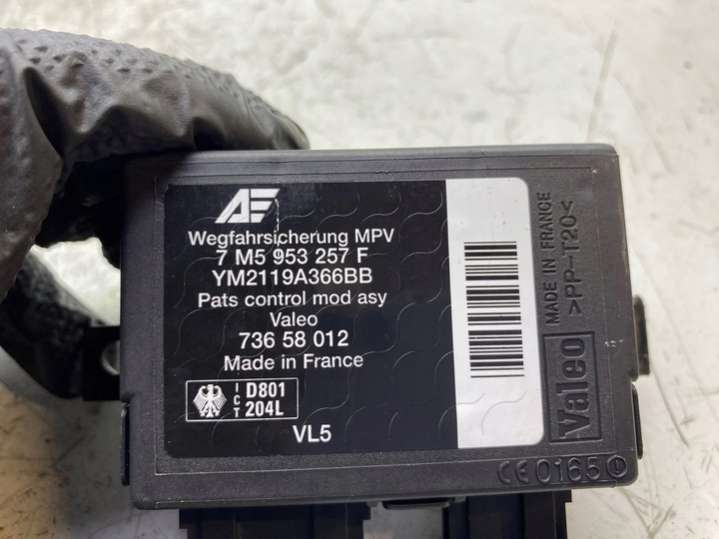 AE
Wegfahrsicherung MPV
7 M5 953 257 F
YM2119A366BB
Pats control mod asy
Valeo
736 58 012
Made in France
ICT
D801
204L
VL5
MADE IN FRANCE
>PP-T20<
Valeo
CE0165